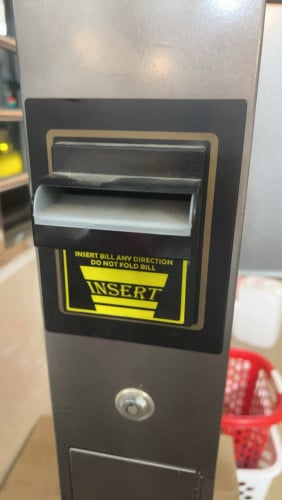 INSERT BILL ANY DIRECTION
DO NOT FOLD BILL
INSERT